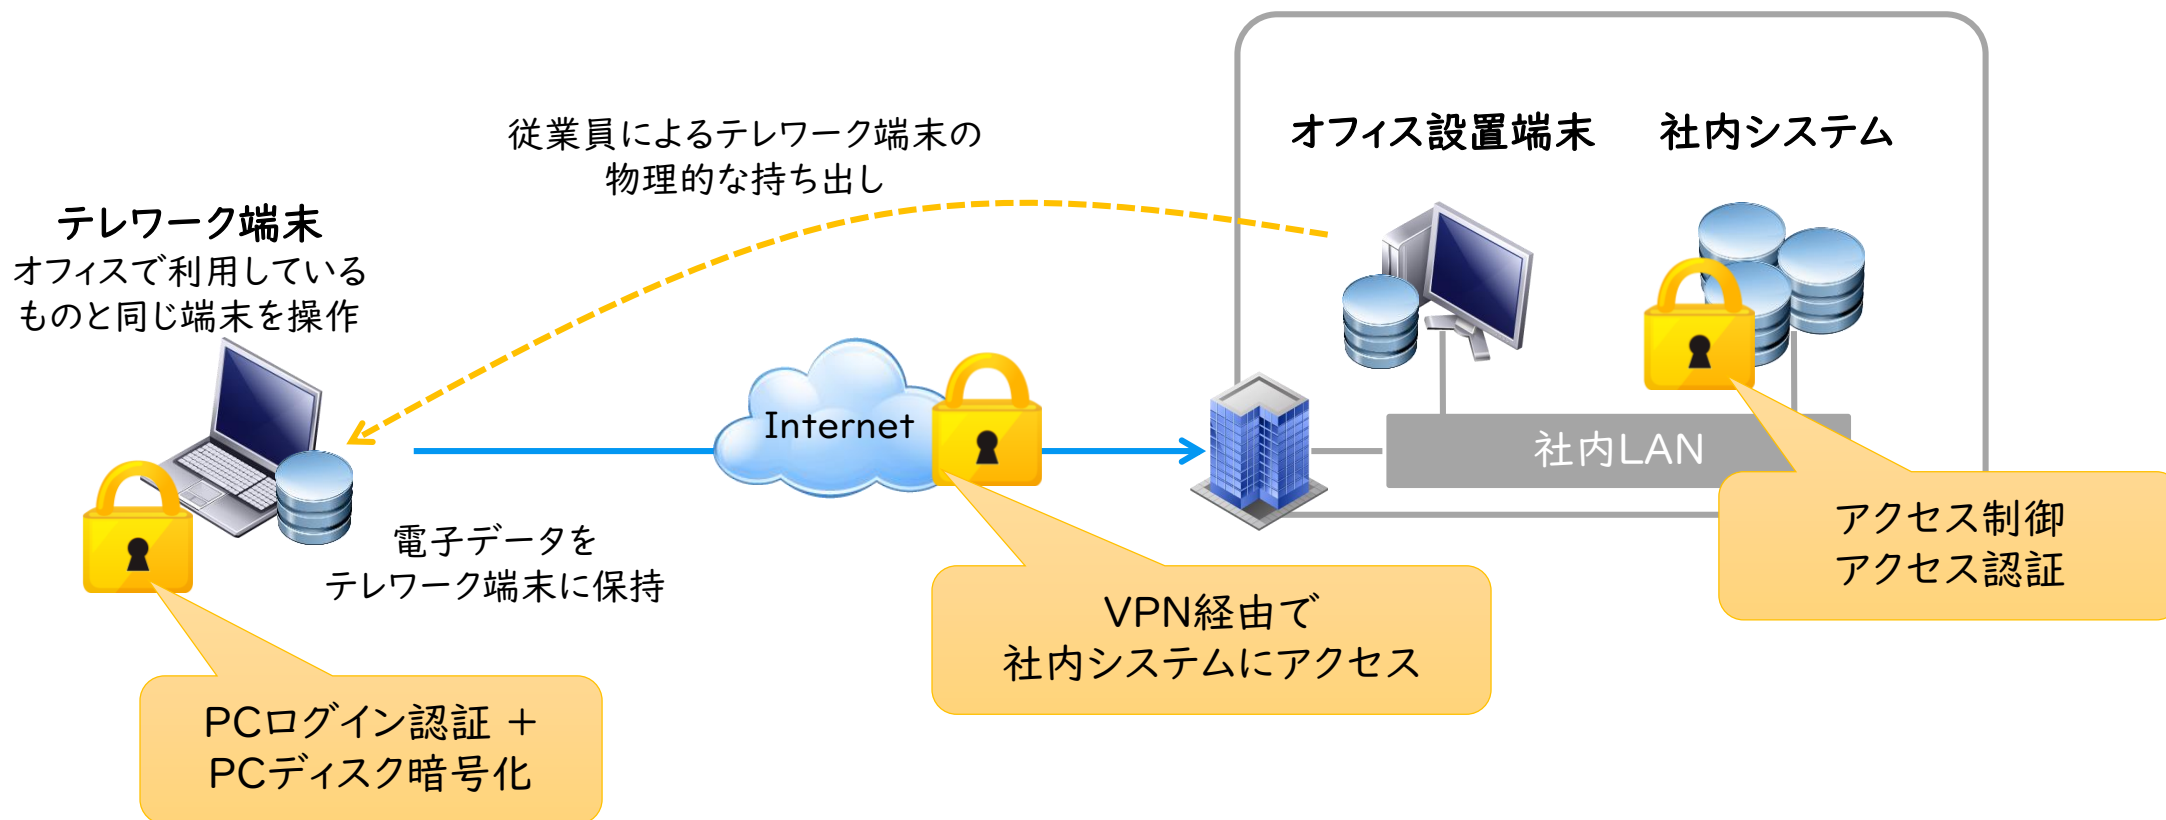 従業員によるテレワーク端末の
物理的な持ち出し
オフィス設置端末
社内システム
テレワーク端末
オフィスで利用している
ものと同じ端末を操作
Internet
社内LAN
電子データを
テレワーク端末に保持
アクセス制御
アクセス認証
VPN経由で
社内システムにアクセス
PCログイン認証 +
PCディスク暗号化